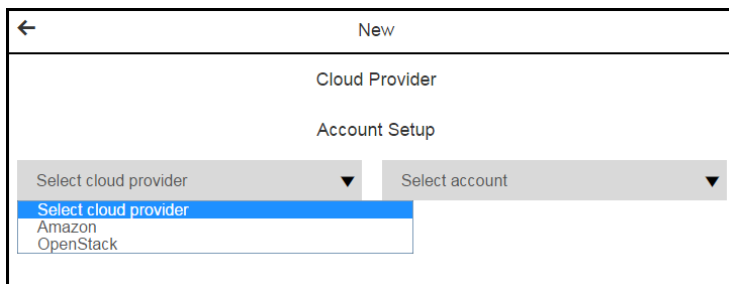 New
Cloud Provider
Account Setup
Select cloud provider Select account
Select cloud provider
Amazon
OpenStack